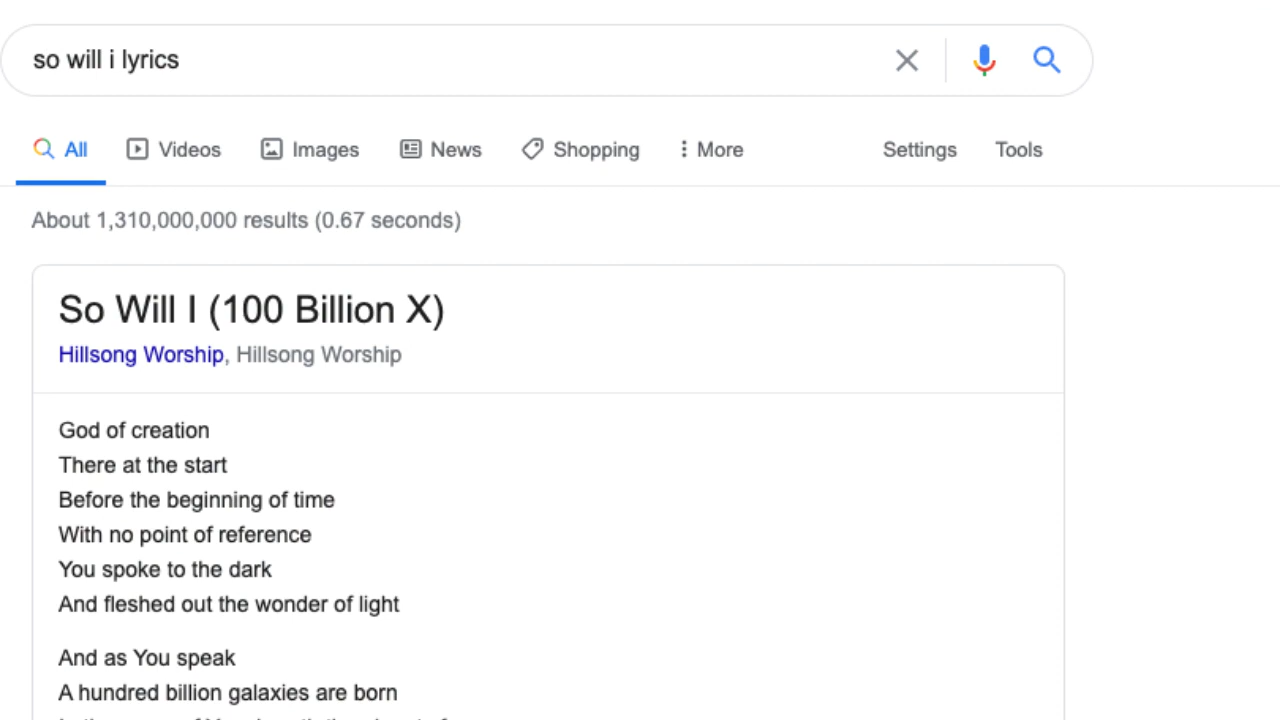 so will i lyrics
All Videos Images News Shopping More Settings Tools
About 1,310,000,000 results (0.67 seconds)
So Will I (100 Billion X)
Hillsong Worship, Hillsong Worship
God of creation
There at the start
Before the beginning of time
With no point of reference
You spoke to the dark
And fleshed out the wonder of light
And as You speak
A hundred billion galaxies are born